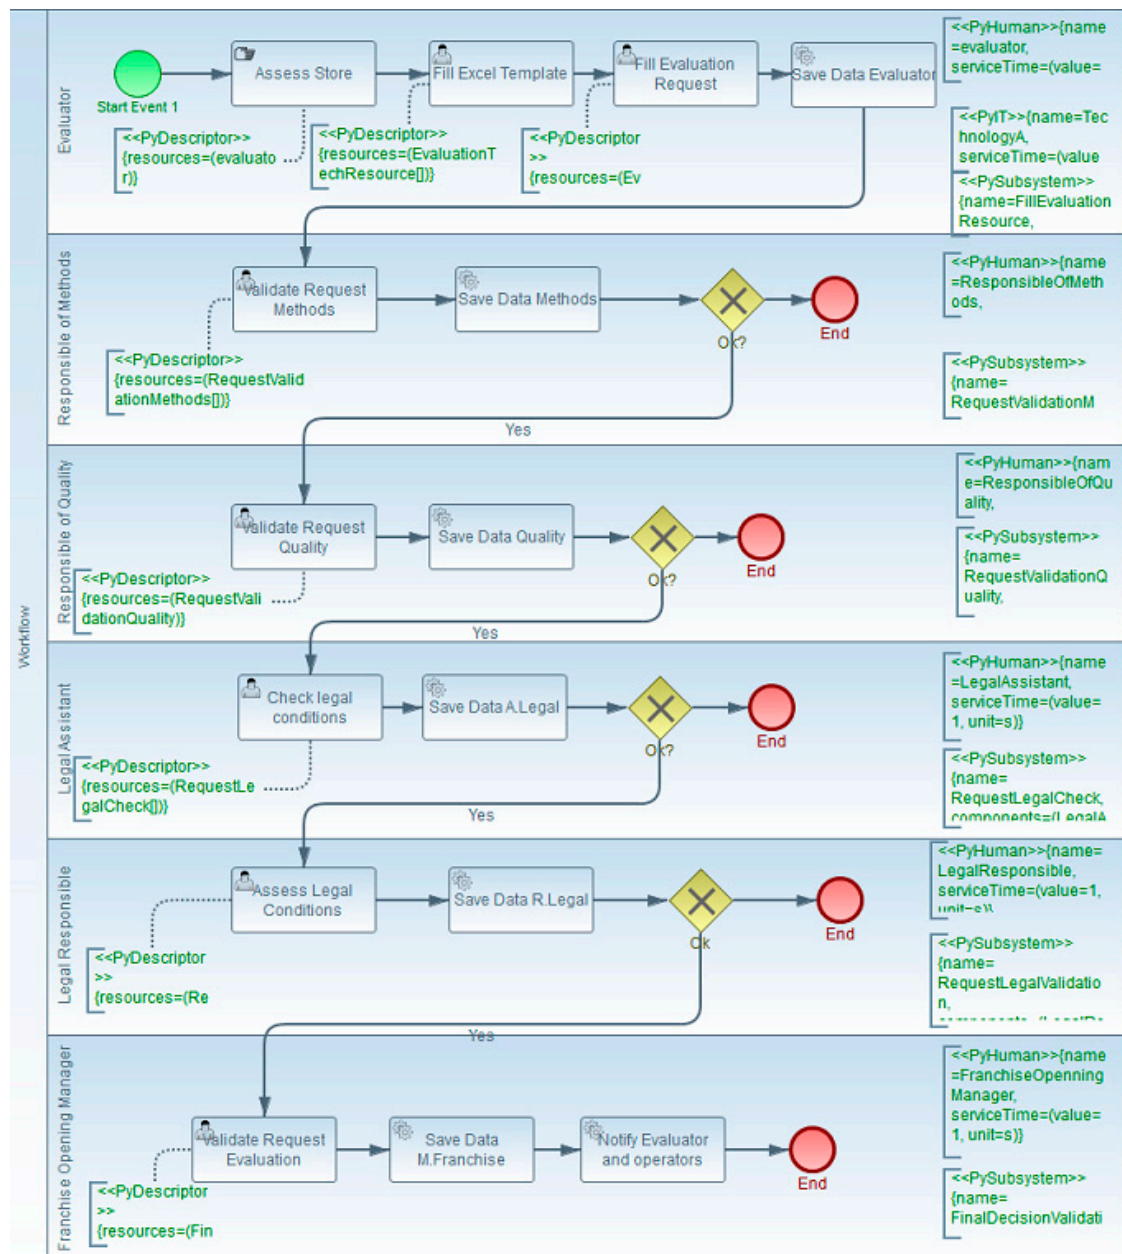 Workflow
Evaluator
Start Event 1
Assess Store
Fill Excel Template
Fill Evaluation
Request
Save Data Evaluator
<<PyDescriptor>>
{resources=(evaluato
r)}
<<PyDescriptor>>
{resources=(EvaluationT
echResource[])}
<<PyDescriptor
>>
{resources=(Ev
<<PyHuman>>{name
=evaluator,
serviceTime=(value=
<<PyIT>>{name=Tec
hnologyA,
serviceTime=(value
<<PySubsystem>>
{name=FillEvaluation
Resource,
Responsible of Methods
Validate Request
Methods
Save Data Methods
Ok?
End
Yes
<<PyDescriptor>>
{resources=(RequestValid
ationMethods[])}
<<PyHuman>>{name
=ResponsibleOfMeth
ods,
<<PySubsystem>>
{name=
RequestValidationM
Responsible of Quality
Validate Request
Quality
Save Data Quality
Ok?
End
Yes
<<PyDescriptor>>
{resources=(RequestVali
dationQuality)}
<<PyHuman>>{nam
e=ResponsibleOfQu
ality,
<<PySubsystem>>
{name=
RequestValidationQ
uality,
Legal Assistant
Check legal
conditions
Save Data A.Legal
Ok?
End
Yes
<<PyDescriptor>>
{resources=(RequestLe
galCheck[])}
<<PyHuman>>{name
=LegalAssistant,
serviceTime=(value=
1, unit=s)}
<<PySubsystem>>
{name=
RequestLegalCheck,
components=(LegalA
Legal Responsible
Assess Legal
Conditions
Save Data R.Legal
Ok
End
Yes
<<PyDescriptor
>>
{resources=(Re
<<PyHuman>>{name=
LegalResponsible,
serviceTime=(value=1,
unit=s)}
<<PySubsystem>>
{name=
RequestLegalValidatio
n,
components=(LegalRe
Franchise Opening Manager
Validate Request
Evaluation
Save Data
M.Franchise
Notify Evaluator
and operators
End
<<PyDescriptor
>>
{resources=(Fin
<<PyHuman>>{name
=FranchiseOpenning
Manager,
serviceTime=(value=
1, unit=s)}
<<PySubsystem>>
{name=
FinalDecisionValidati